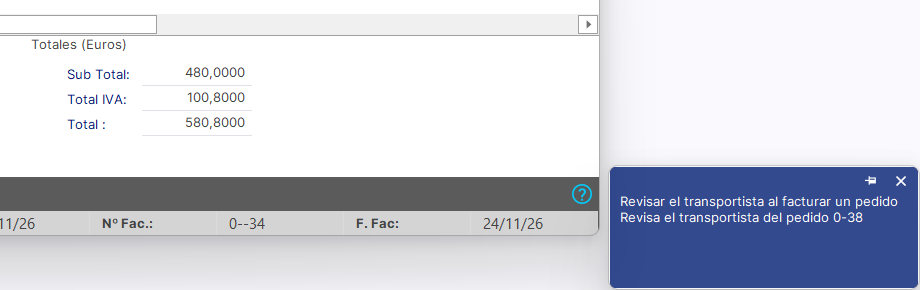 Totales (Euros)
Sub Total: 480,0000
Total IVA: 100,8000
Total : 580,8000
11/26 Nº Fac.: 0--34 F. Fac: 24/11/26
Revisar el transportista al facturar un pedido
Revisa el transportista del pedido 0-38